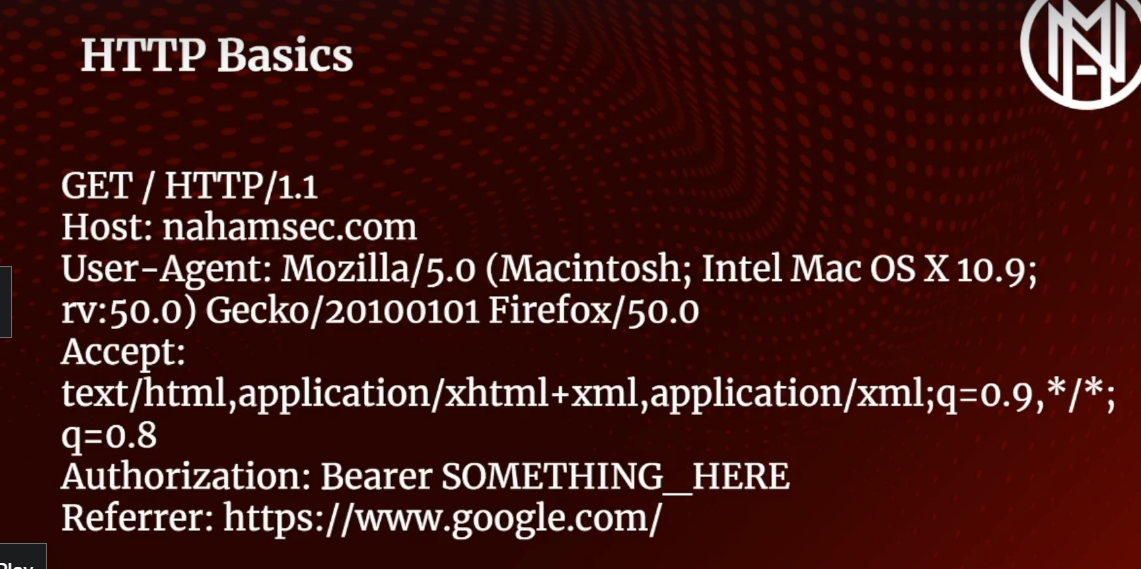 HTTP Basics
GET / HTTP/1.1
Host: nahamsec.com
User-Agent: Mozilla/5.0 (Macintosh; Intel Mac OS X 10.9;
rv:50.0) Gecko/20100101 Firefox/50.0
Accept:
text/html,application/xhtml+xml,application/xml;q=0.9,*/*;
q=0.8
Authorization: Bearer SOMETHING_HERE
Referrer: https://www.google.com/